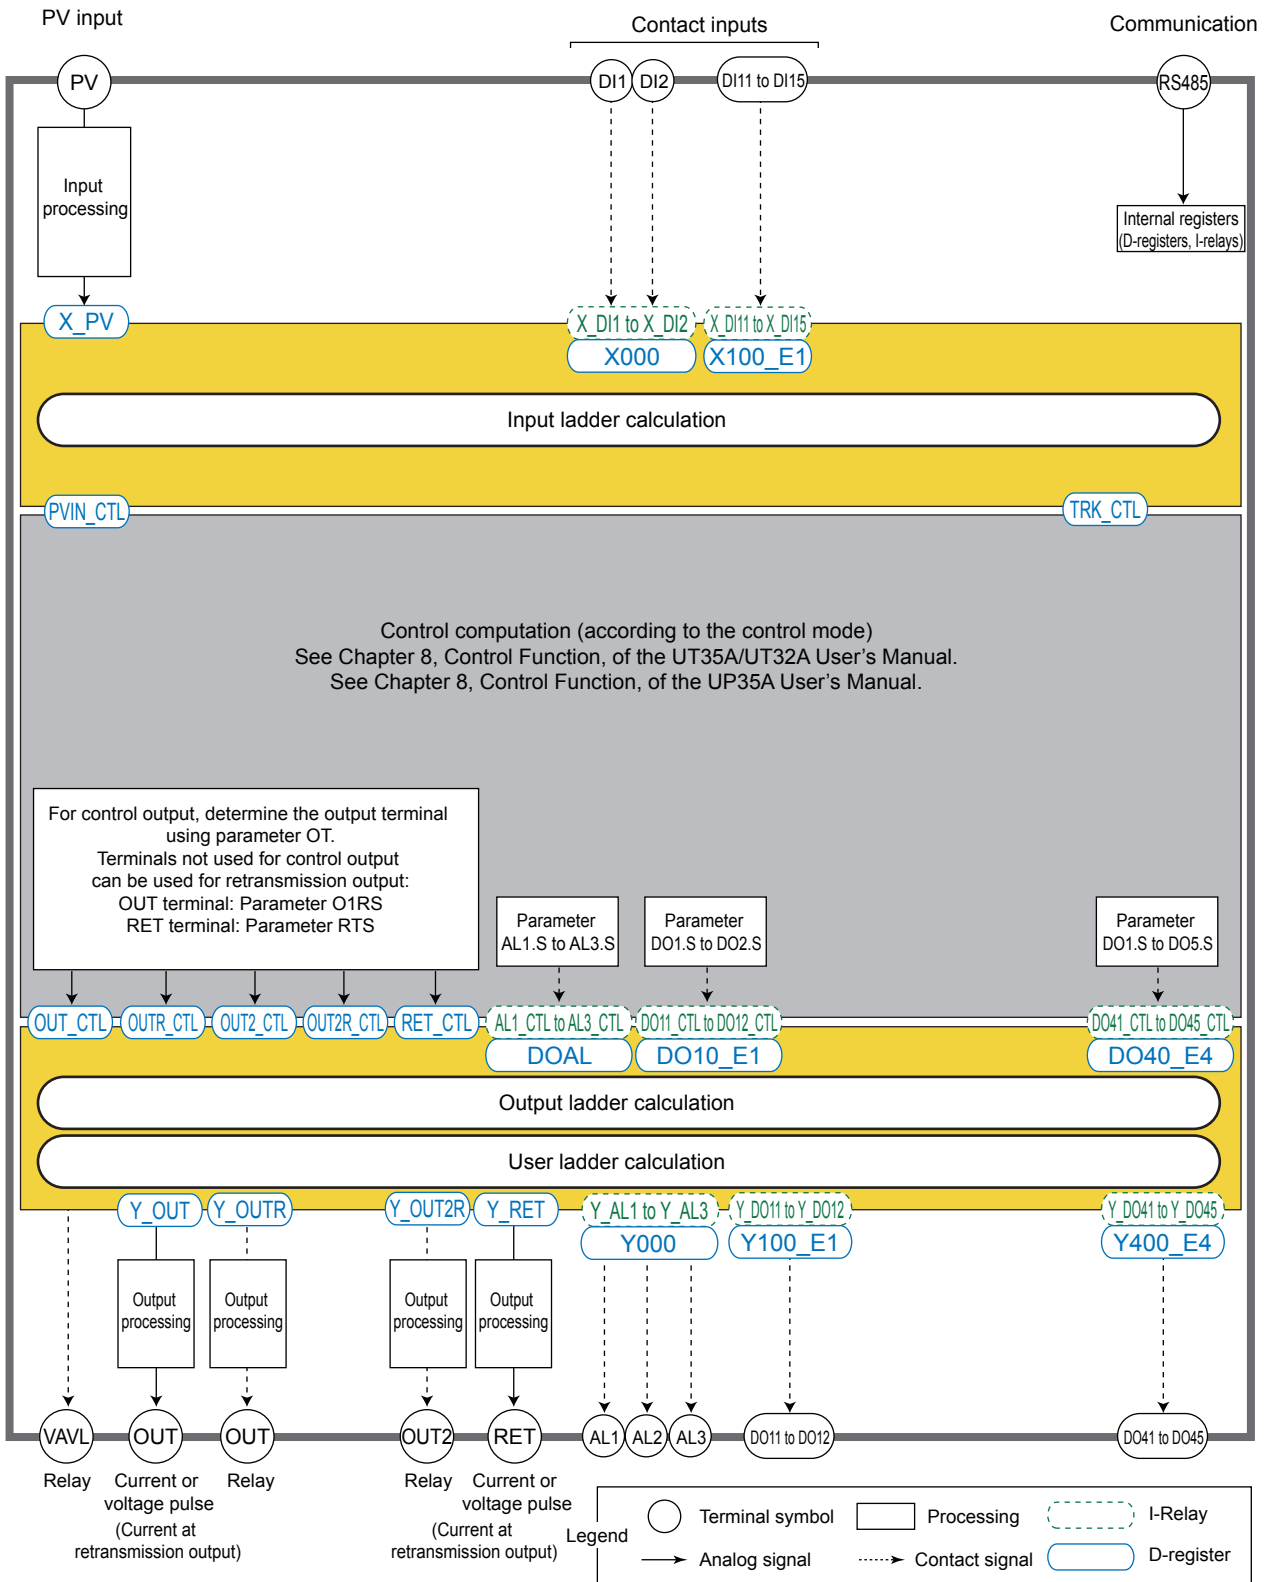 PV input
Contact inputs
Communication
PV
DI1
DI2
DI11 to DI15
RS485
Input
processing
Internal registers
(D-registers, I-relays)
X_PV
X_DI1 to X_DI2
X_DI11 to X_DI15
X000
X100_E1
Input ladder calculation
PVIN_CTL
TRK_CTL
Control computation (according to the control mode)
See Chapter 8, Control Function, of the UT35A/UT32A User's Manual.
See Chapter 8, Control Function, of the UP35A User's Manual.
For control output, determine the output terminal
using parameter OT.
Terminals not used for control output
can be used for retransmission output:
OUT terminal: Parameter O1RS
RET terminal: Parameter RTS
Parameter
AL1.S to AL3.S
Parameter
DO1.S to DO2.S
Parameter
DO1.S to DO5.S
OUT_CTL
OUTR_CTL
OUT2_CTL
OUT2R_CTL
RET_CTL
AL1_CTL to AL3_CTL
DO11_CTL to DO12_CTL
DO41_CTL to DO45_CTL
DOAL
DO10_E1
DO40_E4
Output ladder calculation
User ladder calculation
Y_OUT
Y_OUTR
Y_OUT2R
Y_RET
Y_AL1 to Y_AL3
Y_DO11 to Y_DO12
Y_DO41 to Y_DO45
Y000
Y100_E1
Y400_E4
Output
processing
Output
processing
Output
processing
Output
processing
VAVL
OUT
OUT
OUT2
RET
AL1
AL2
AL3
DO11 to DO12
DO41 to DO45
Relay
Current or
voltage pulse
(Current at
retransmission output)
Relay
Relay
Current or
voltage pulse
(Current at
retransmission output)
Legend
Terminal symbol
Processing
I-Relay
Analog signal
Contact signal
D-register